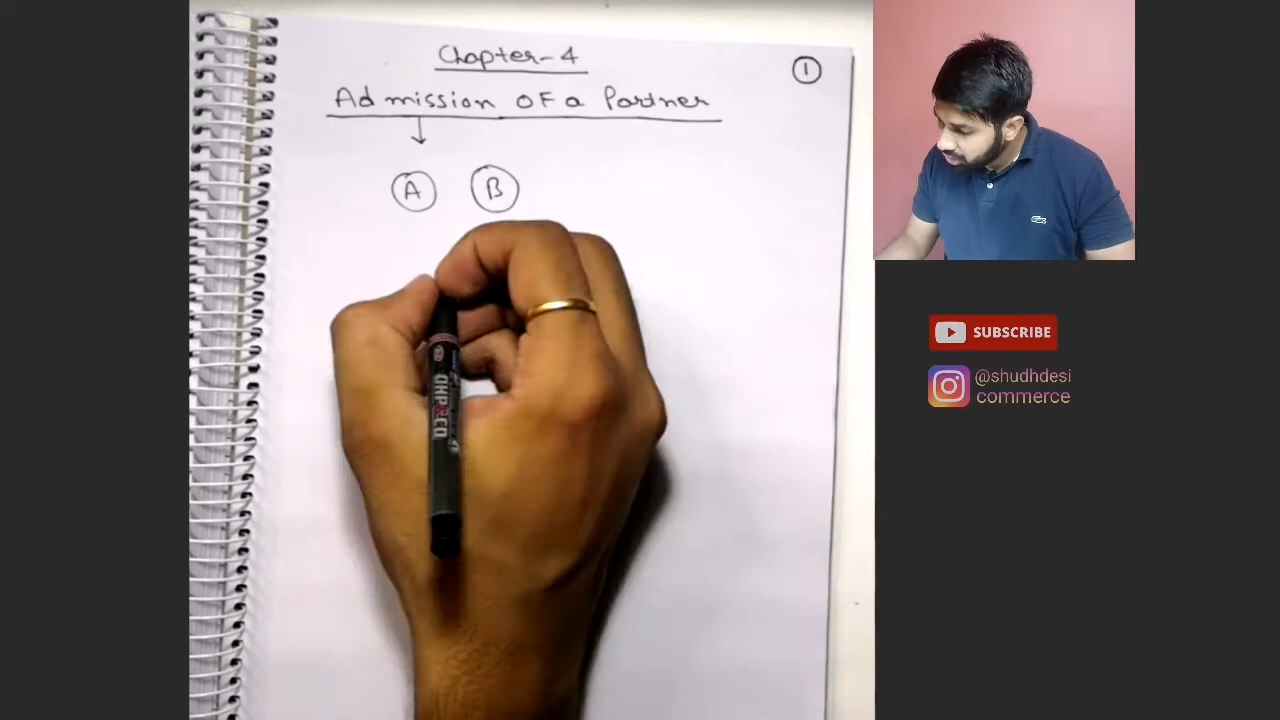 Chapter-4
①
Admission OF a Partner
A B
SUBSCRIBE
@shudhdesi
commerce